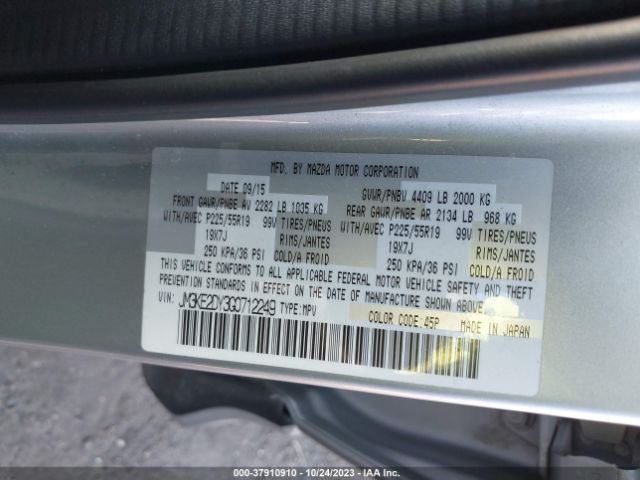 MFD. BY MAZDA MOTOR CORPORATION
DATE 09/15 GVWR/PNBV 4409 LB 2000 KG
FRONT GAWR/PNBE AV 2282 LB 1035 KG REAR GAWR/PNBE AR 2134 LB 968 KG
WITH/AVEC P225/55R19 99V TIRES/PNEUS WITH/AVEC P225/55R19 99V TIRES/PNEUS
19X7J RIMS/JANTES 19X7J RIMS/JANTES
250 KPA/36 PSI COLD/A FROID 250 KPA/36 PSI COLD/A FROID
THIS VEHICLE CONFORMS TO ALL APPLICABLE FEDERAL MOTOR VEHICLE SAFETY AND THEFT
PREVENTION STANDARDS IN EFFECT ON THE DATE OF MANUFACTURE SHOWN ABOVE.
VIN: JM3KE2DY3G0712249 TYPE:MPV
COLOR CODE:45P MADE IN JAPAN
000-37910910 - 10/24/2023 - IAA Inc.